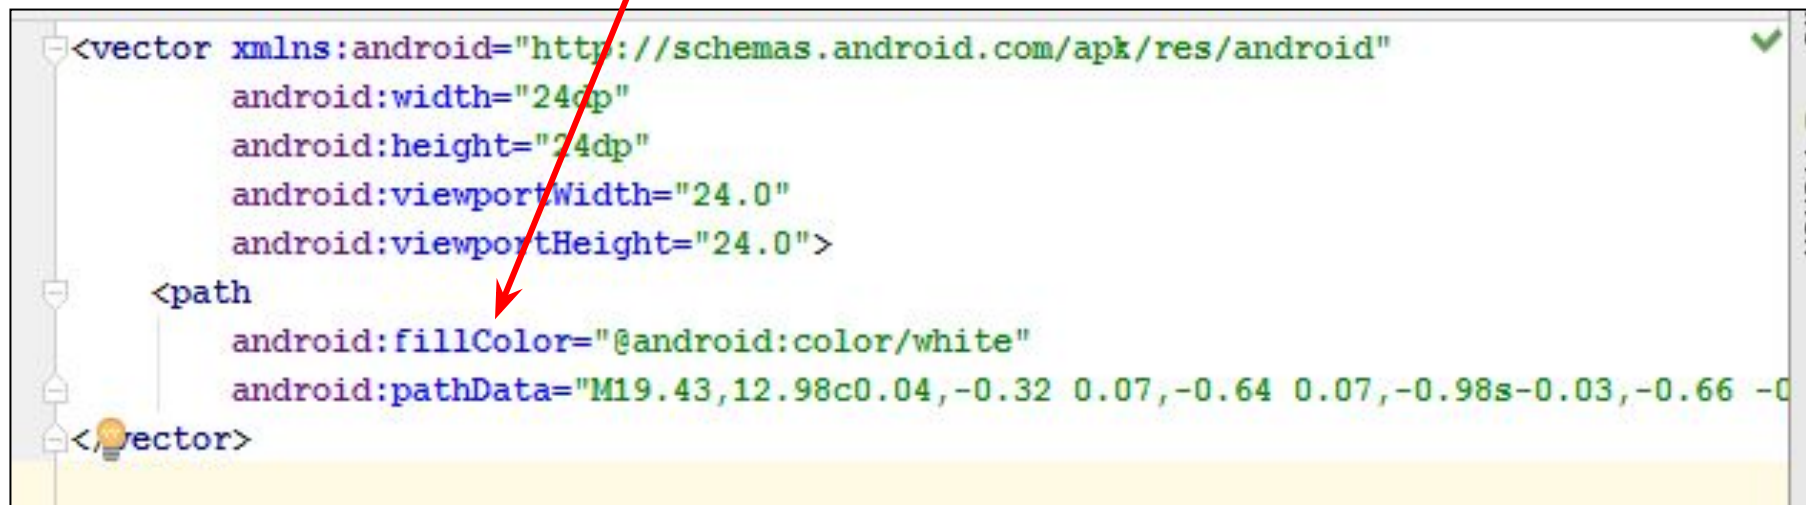 <vector xmlns:android="http://schemas.android.com/apk/res/android"
android:width="24dp"
android:height="24dp"
android:viewportWidth="24.0"
android:viewportHeight="24.0">
<path
android:fillColor="@android:color/white"
android:pathData="M19.43,12.98c0.04,-0.32 0.07,-0.64 0.07,-0.98s-0.03,-0.66 -0
</vector>